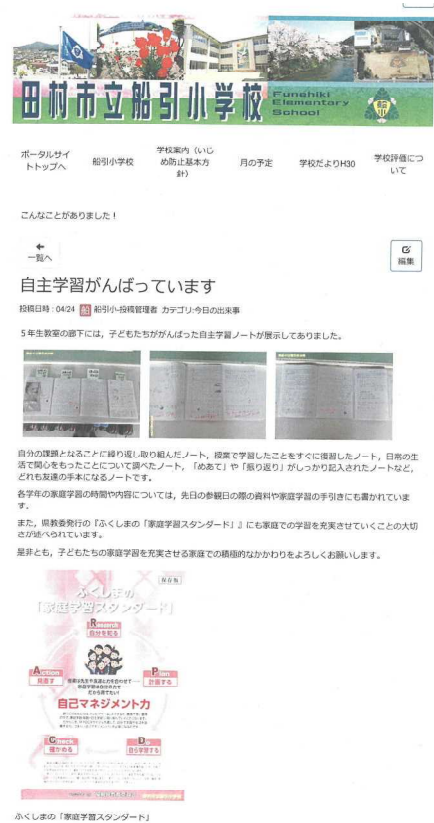 田村市立船引小学校
Funehiki
Elementary
School
ポータルサイ
トトップへ
船引小学校
学校案内（いじ
め防止基本方
針）
月の予定
学校だよりH30
学校評価につ
いて
こんなことがありました！
一覧へ
編集
自主学習がんばっています
投稿日時 : 04/24 船引小-投稿管理者 カテゴリ:今日の出来事
５年生教室の廊下には，子どもたちががんばった自主学習ノートが展示してありました。
自分の課題となることに繰り返し取り組んだノート，授業で学習したことをすぐに復習したノート，日常の生
活で関心をもったことについて調べたノート，「めあて」や「振り返り」がしっかり記入されたノートなど，
どれも友達の手本になるノートです。
各学年の家庭学習の時間や内容については，先日の参観日の際の資料や家庭学習の手引きにも書かれていま
す。
また，県教委発行の『ふくしまの「家庭学習スタンダード」』にも家庭での学習を充実させていくことの大切
さが述べられています。
是非とも，子どもたちの家庭学習を充実させる家庭での積極的なかかわりをよろしくお願いします。
保存版
ふくしまの
「家庭学習スタンダード」
Research
自分を知る
Action
Plan
計画する
自己マネジメント力
Check
確かめる
Do
自ら学習する
ふくしまの「家庭学習スタンダード」